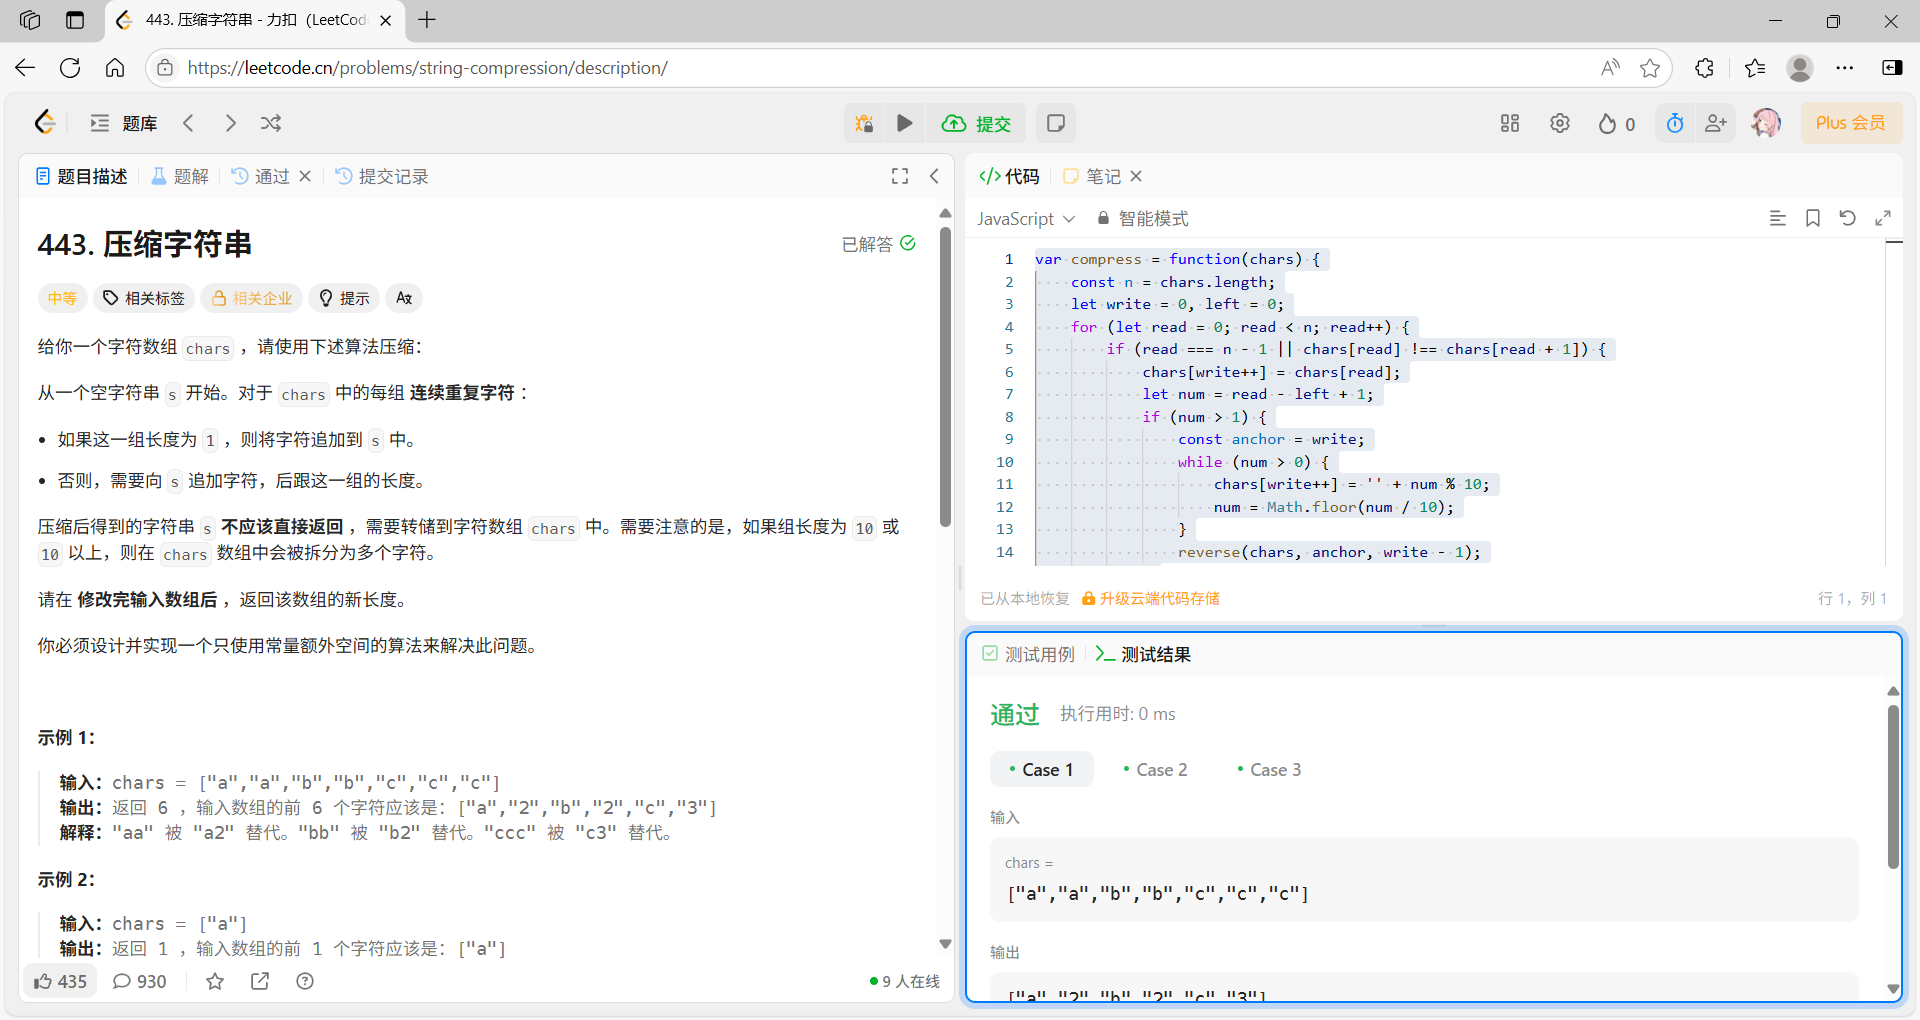 443. 压缩字符串 - 力扣（LeetCod
https://leetcode.cn/problems/string-compression/description/
题库
提交
0
Plus 会员
题目描述
题解
通过
提交记录
443. 压缩字符串
已解答
中等
相关标签
相关企业
提示
给你一个字符数组 chars ，请使用下述算法压缩：
从一个空字符串 s 开始。对于 chars 中的每组 连续重复字符 ：
• 如果这一组长度为 1 ，则将字符追加到 s 中。
• 否则，需要向 s 追加字符，后跟这一组的长度。
压缩后得到的字符串 s 不应该直接返回 ，需要转储到字符数组 chars 中。需要注意的是，如果组长度为 10 或
10 以上，则在 chars 数组中会被拆分为多个字符。
请在 修改完输入数组后 ，返回该数组的新长度。
你必须设计并实现一个只使用常量额外空间的算法来解决此问题。
示例 1：
输入：chars = ["a","a","b","b","c","c","c"]
输出：返回 6 ，输入数组的前 6 个字符应该是：["a","2","b","2","c","3"]
解释："aa" 被 "a2" 替代。"bb" 被 "b2" 替代。"ccc" 被 "c3" 替代。
示例 2：
输入：chars = ["a"]
输出：返回 1 ，输入数组的前 1 个字符应该是：["a"]
435
930
9 人在线
代码
笔记
JavaScript
智能模式
1 var compress = function(chars) {
2 const n = chars.length;
3 let write = 0, left = 0;
4 for (let read = 0; read < n; read++) {
5 if (read === n - 1 || chars[read] !== chars[read + 1]) {
6 chars[write++] = chars[read];
7 let num = read - left + 1;
8 if (num > 1) {
9 const anchor = write;
10 while (num > 0) {
11 chars[write++] = '' + num % 10;
12 num = Math.floor(num / 10);
13 }
14 reverse(chars, anchor, write - 1);
已从本地恢复
升级云端代码存储
行 1，列 1
测试用例
测试结果
通过
执行用时: 0 ms
• Case 1
• Case 2
• Case 3
输入
chars =
["a","a","b","b","c","c","c"]
输出
["a","2","b","2","c","3"]